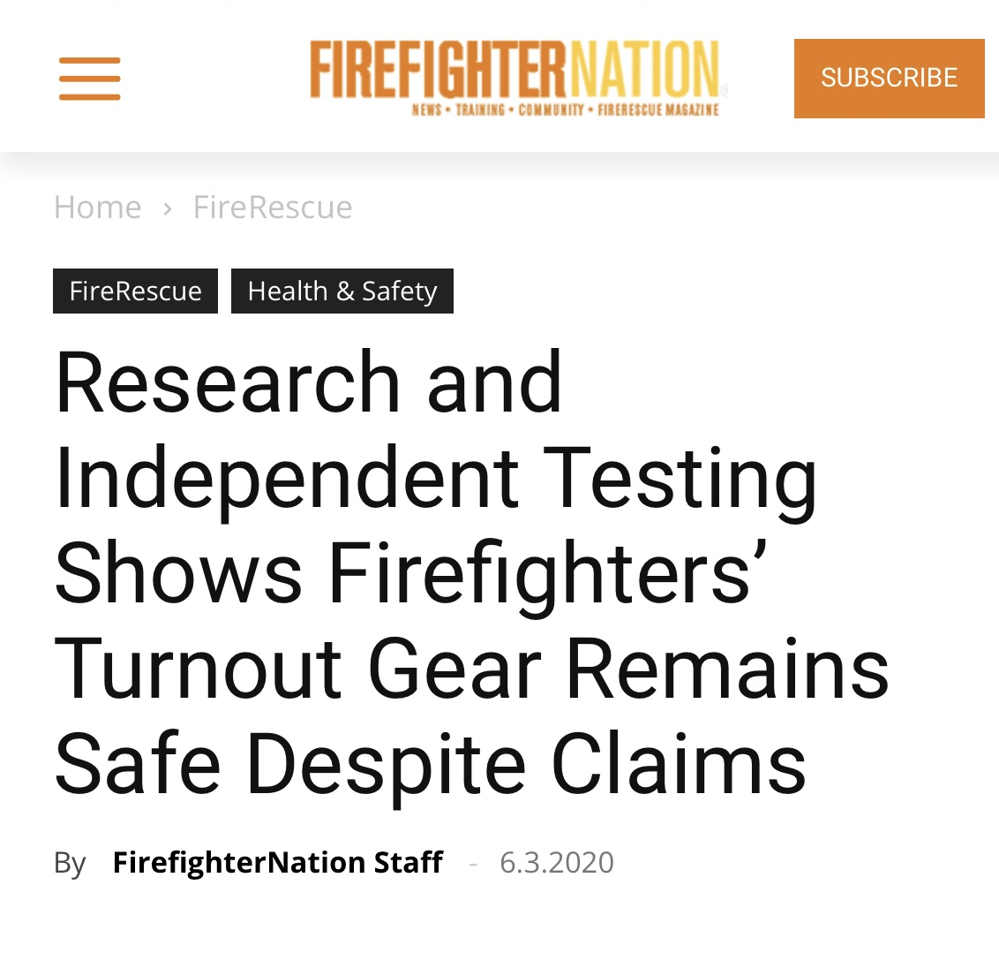 FIREFIGHTERNATION
SUBSCRIBE
NEWS • TRAINING • COMMUNITY • FIRERESCUE MAGAZINE
Home › FireRescue
FireRescue Health & Safety
Research and
Independent Testing
Shows Firefighters’
Turnout Gear Remains
Safe Despite Claims
By FirefighterNation Staff - 6.3.2020